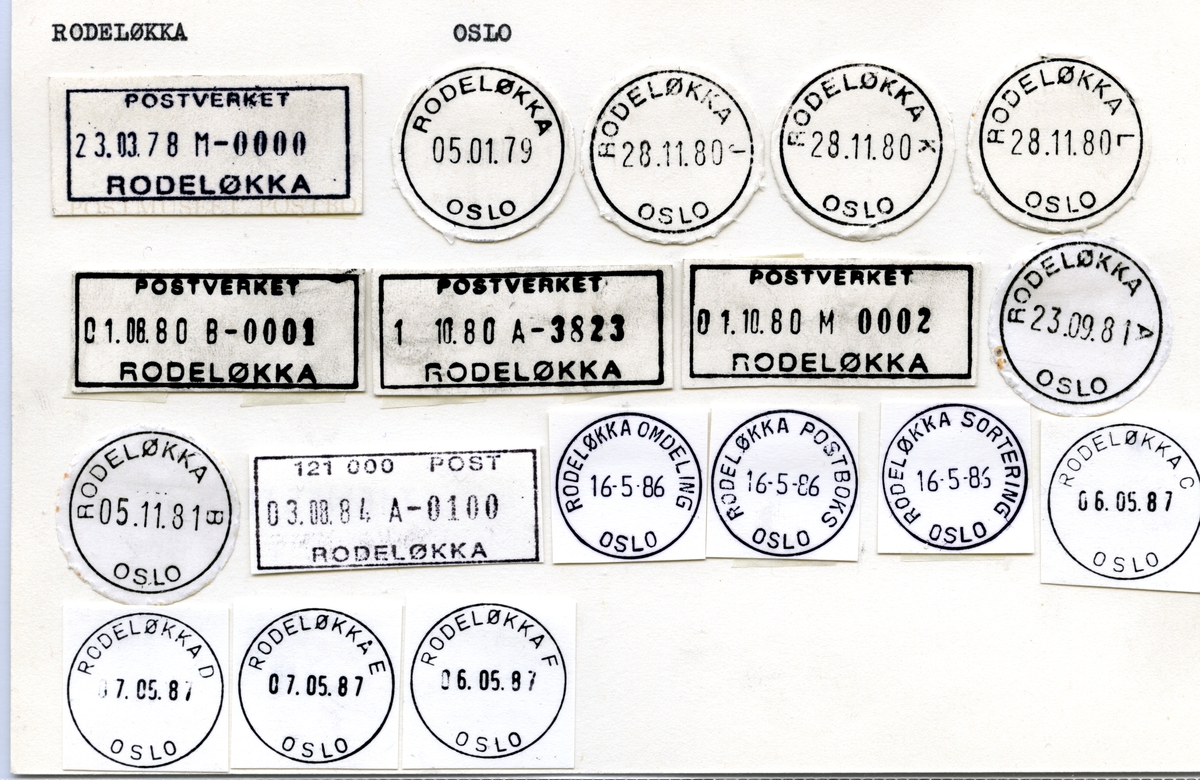 RODELØKKA OSLO
POSTVERKET
23.03.78 M-0000
RODELØKKA
RODELØKKA
05.01.79
OSLO
RODELØKKA
28.11.80
OSLO
RODELØKKA
28.11.80 K
OSLO
RODELØKKA
28.11.80 L
OSLO
POSTVERKET
01.08.80 B-0001
RODELØKKA
POSTVERKET
1 10.80 A-3823
RODELØKKA
POSTVERKET
01.10.80 M 0002
RODELØKKA
RODELØKKA
23.09.81 A
OSLO
RODELØKKA
05.11.81 B
OSLO
121 000 POST
03.08.84 A-0100
RODELØKKA
RODELØKKA OMDELING
16-5-86
OSLO
RODELØKKA POSTBOKS
16-5-86
OSLO
RODELØKKA SORTERING
16-5-86
OSLO
RODELØKKA C
06.05.87
OSLO
RODELØKKA D
07.05.87
OSLO
RODELØKKA E
07.05.87
OSLO
RODELØKKA F
06.05.87
OSLO